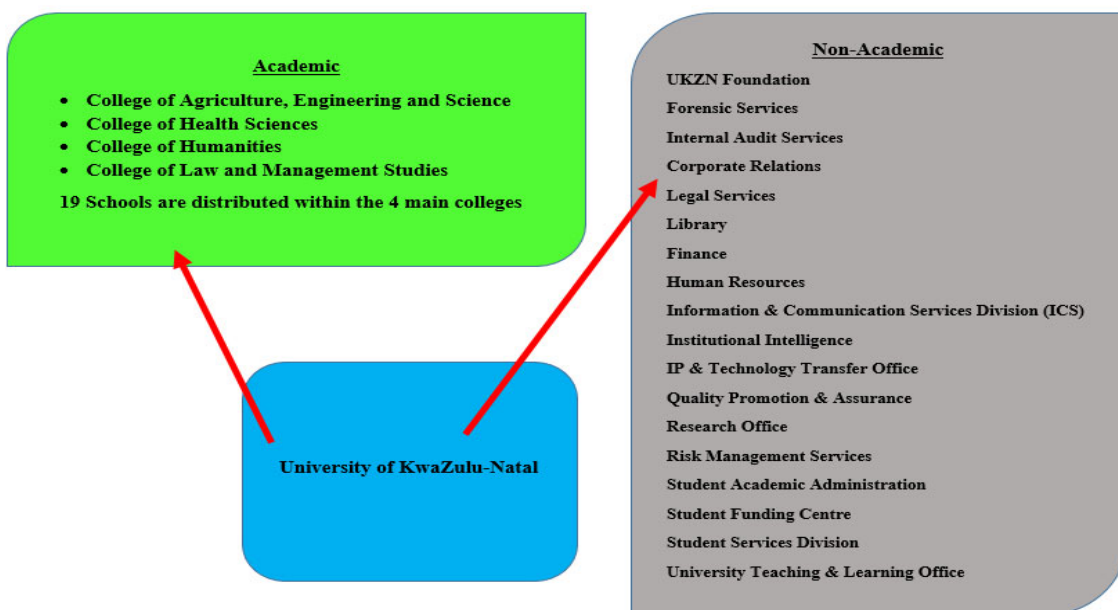 Academic
• College of Agriculture, Engineering and Science
• College of Health Sciences
• College of Humanities
• College of Law and Management Studies
19 Schools are distributed within the 4 main colleges
Non-Academic
UKZN Foundation
Forensic Services
Internal Audit Services
Corporate Relations
Legal Services
Library
Finance
Human Resources
Information & Communication Services Division (ICS)
Institutional Intelligence
IP & Technology Transfer Office
Quality Promotion & Assurance
Research Office
Risk Management Services
Student Academic Administration
Student Funding Centre
Student Services Division
University Teaching & Learning Office
University of KwaZulu-Natal